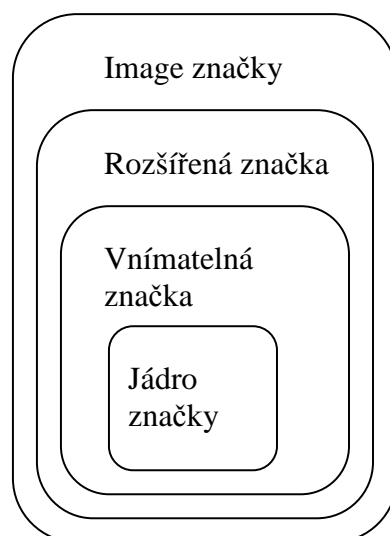 Image značky
Rozšířená značka
Vnímatelná
značka
Jádro
značky